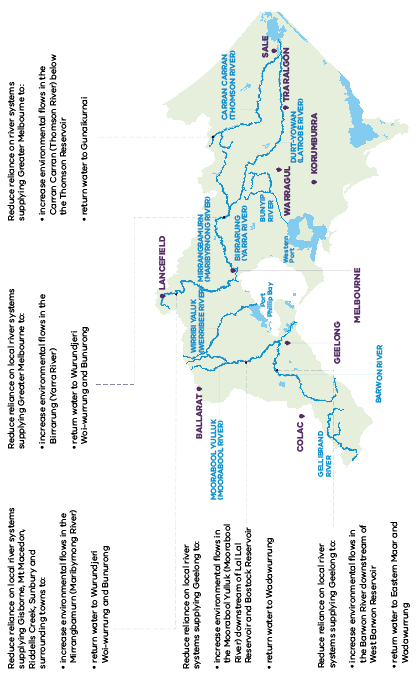 Reduce reliance on local river systems
supplying Gisborne, Mt Macedon,
Riddells Creek, Sunbury and
surrounding towns to:
• increase environmental flows in the
Mirrangbamurn (Maribyrnong River)
• return water to Wurundjeri
Woi-wurrung and Bunurong
Reduce reliance on local river systems
supplying Greater Melbourne to:
• increase environmental flows in the
Birrarung (Yarra River)
• return water to Wurundjeri
Woi-wurrung and Bunurong
Reduce reliance on river systems
supplying Greater Melbourne to:
• increase environmental flows in the
Carran Carran (Thomson River) below
the Thomson Reservoir
• return water to Gunaikurnai
Reduce reliance on local river
systems supplying Geelong to:
• increase environmental flows in
the Moorabool Yulluk (Moorabool
River) downstream of Lal Lal
Reservoir and Bostock Reservoir
• return water to Wadawurrung
Reduce reliance on local river
systems supplying Geelong to:
• increase environmental flows in
the Barwon River downstream of
West Barwon Reservoir
• return water to Eastern Maar and
Wadawurrung
LANCEFIELD
BALLARAT
MOORABOOL YULLUK
(MOORABOOL RIVER)
WIRRIBI YALUK
(WERRIBEE RIVER)
MIRRANGBAMURN
(MARIBYRNONG RIVER)
BIRRARUNG
(YARRA RIVER)
CARRAN CARRAN
(THOMSON RIVER)
SALE
TRARALGON
DURT-YOWAN
(LATROBE RIVER)
WARRAGUL
BUNYIP
RIVER
KORUMBURRA
Western
Port
Port
Phillip Bay
MELBOURNE
GEELONG
COLAC
GELLIBRAND
RIVER
BARWON RIVER